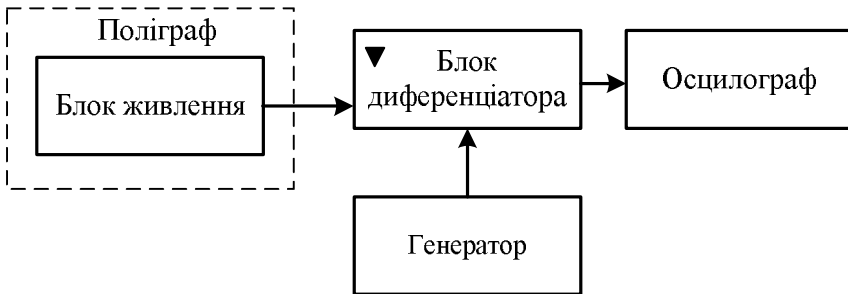 Поліграф
Блок живлення
Блок
диференціатора
Осцилограф
Генератор